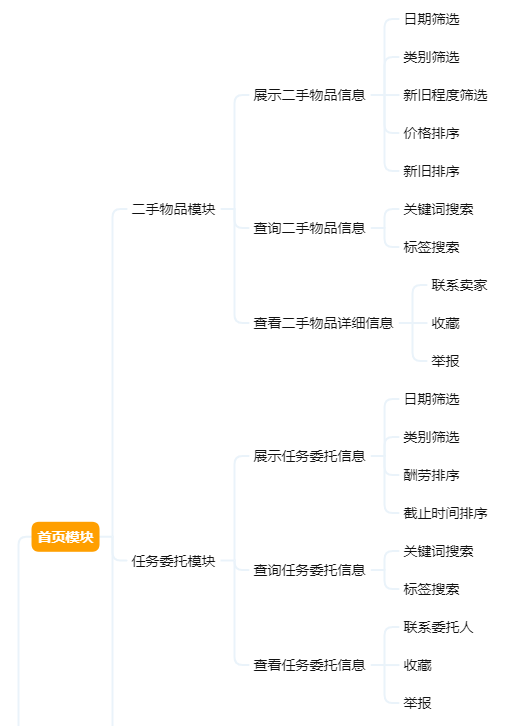 首页模块
二手物品模块
展示二手物品信息
日期筛选
类别筛选
新旧程度筛选
价格排序
新旧排序
查询二手物品信息
关键词搜索
标签搜索
查看二手物品详细信息
联系卖家
收藏
举报
任务委托模块
展示任务委托信息
日期筛选
类别筛选
酬劳排序
截止时间排序
查询任务委托信息
关键词搜索
标签搜索
查看任务委托信息
联系委托人
收藏
举报